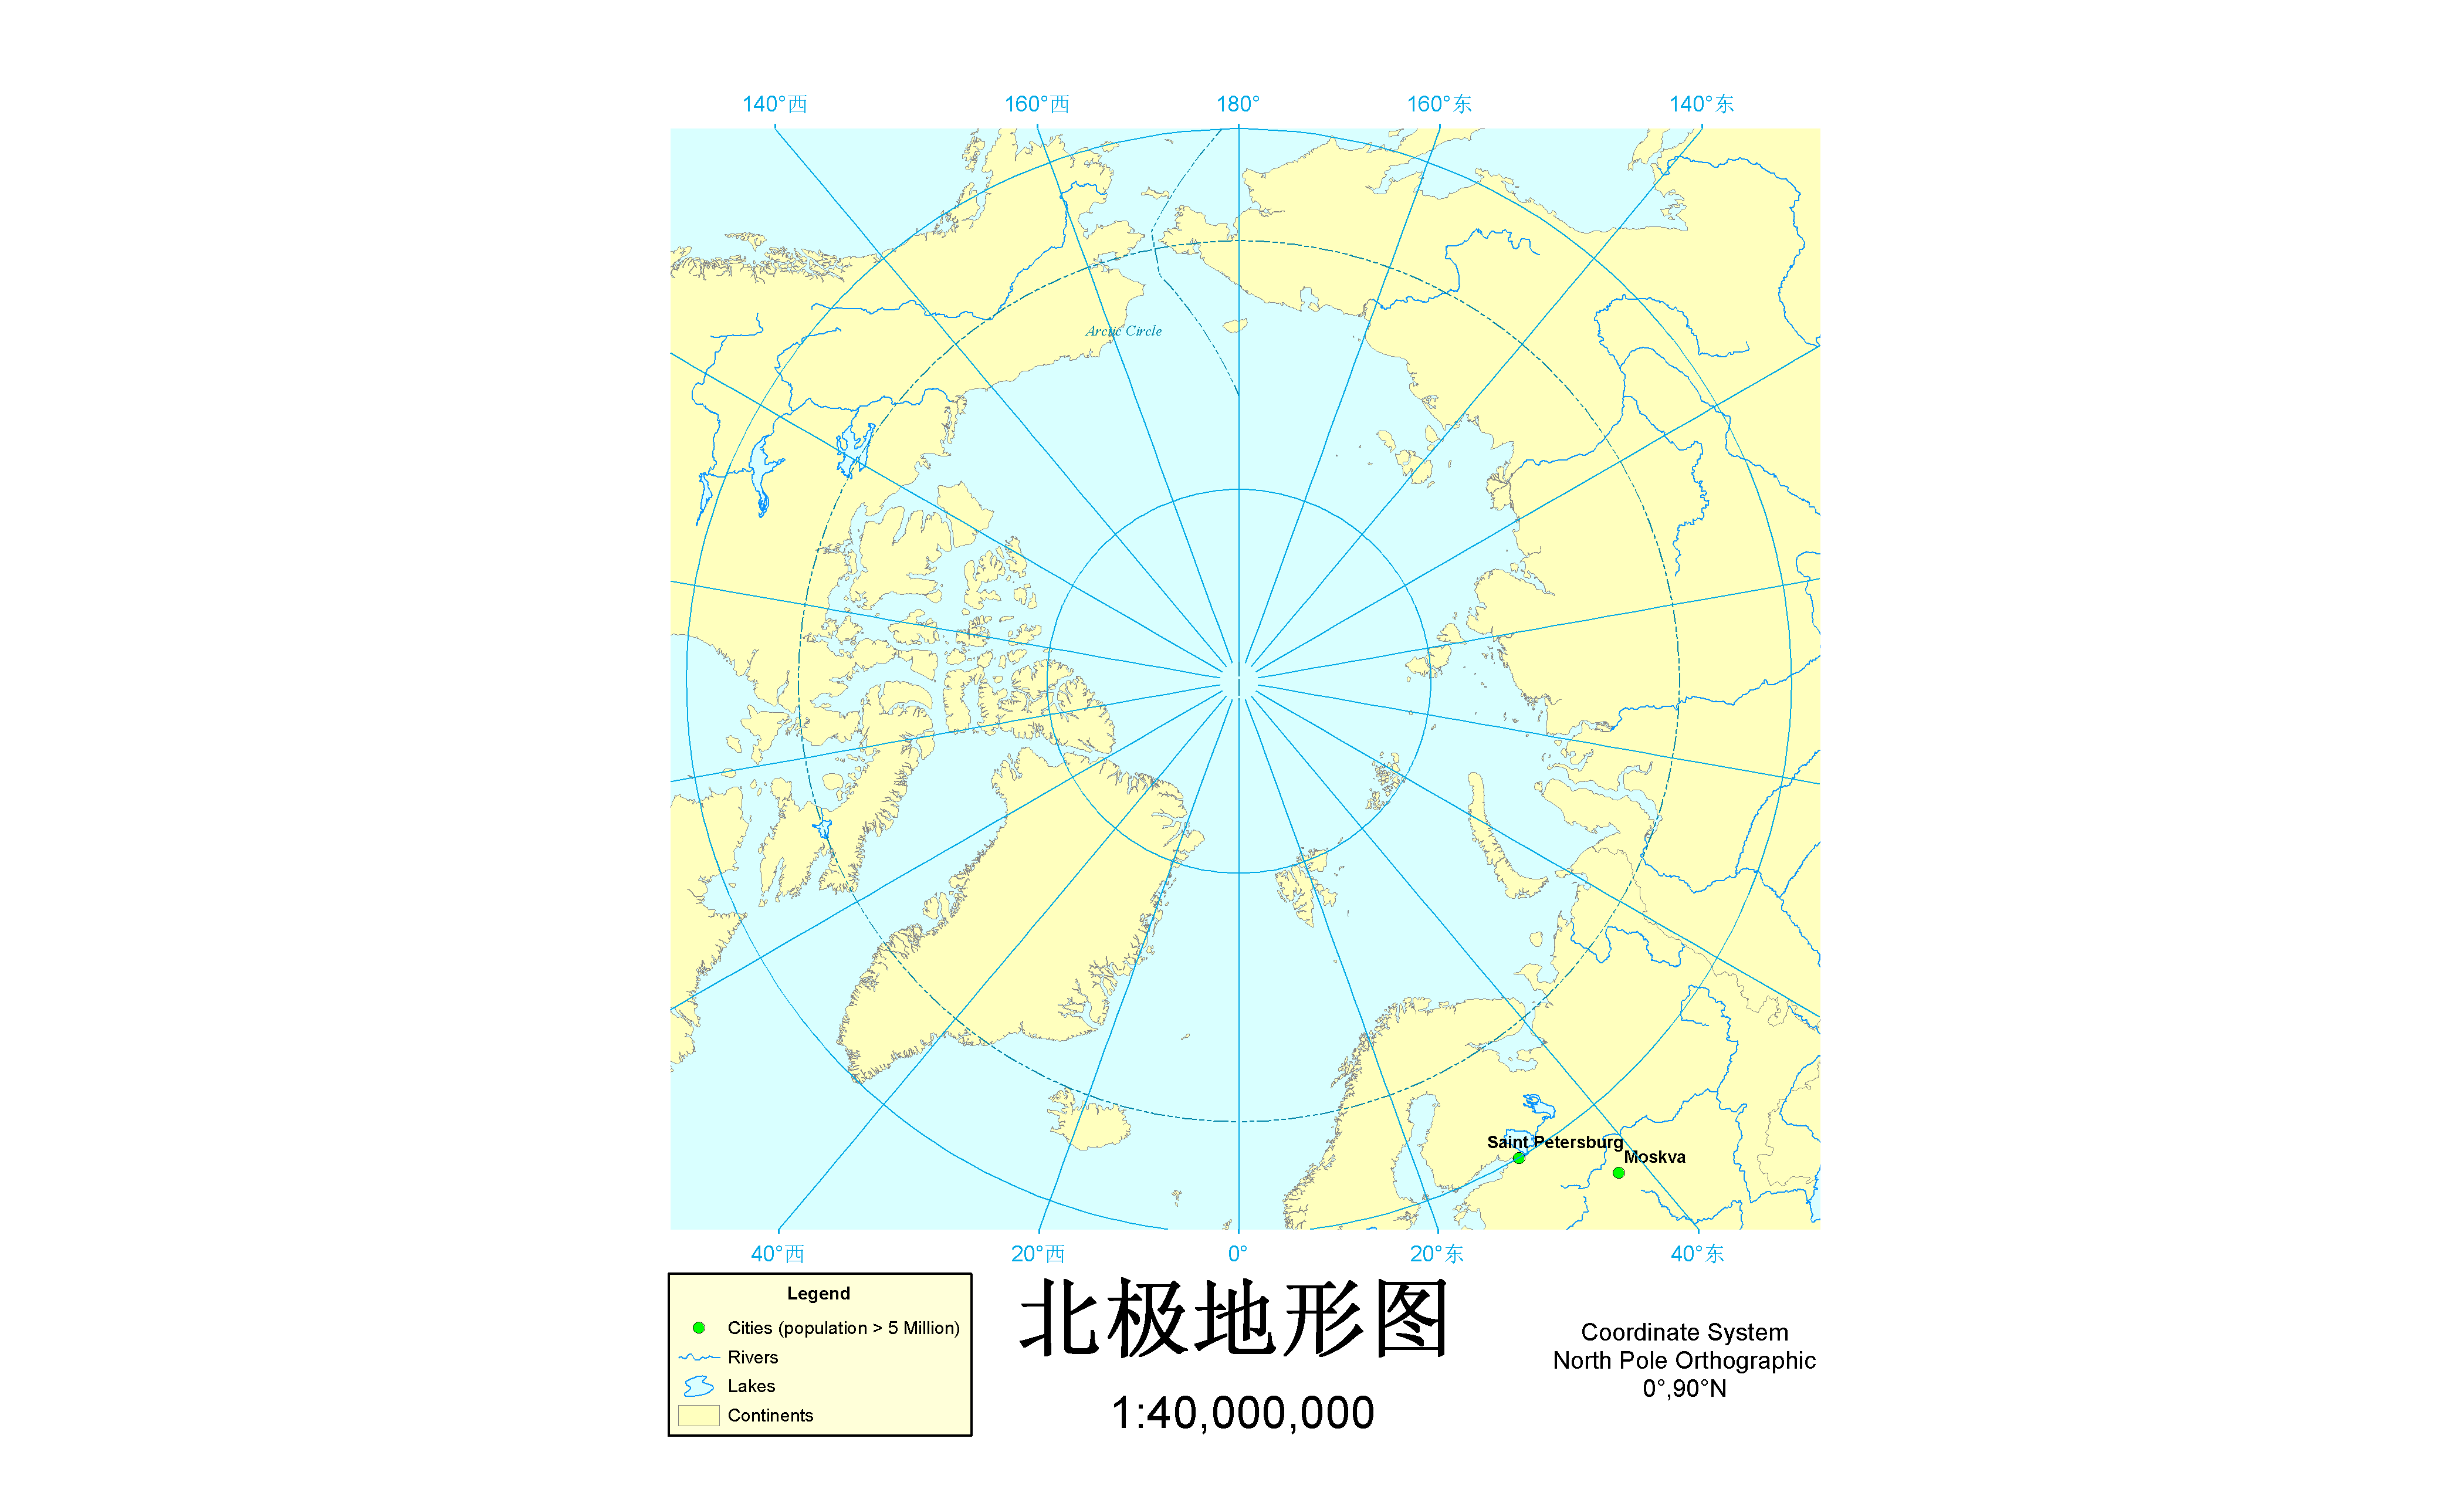 140°西
160°西
180°
160°东
140°东
Arctic Circle
Saint Petersburg
Moskva
40°西
20°西
0°
20°东
40°东
Legend
Cities (population > 5 Million)
Rivers
Lakes
Continents
北极地形图
1:40,000,000
Coordinate System
North Pole Orthographic
0°,90°N